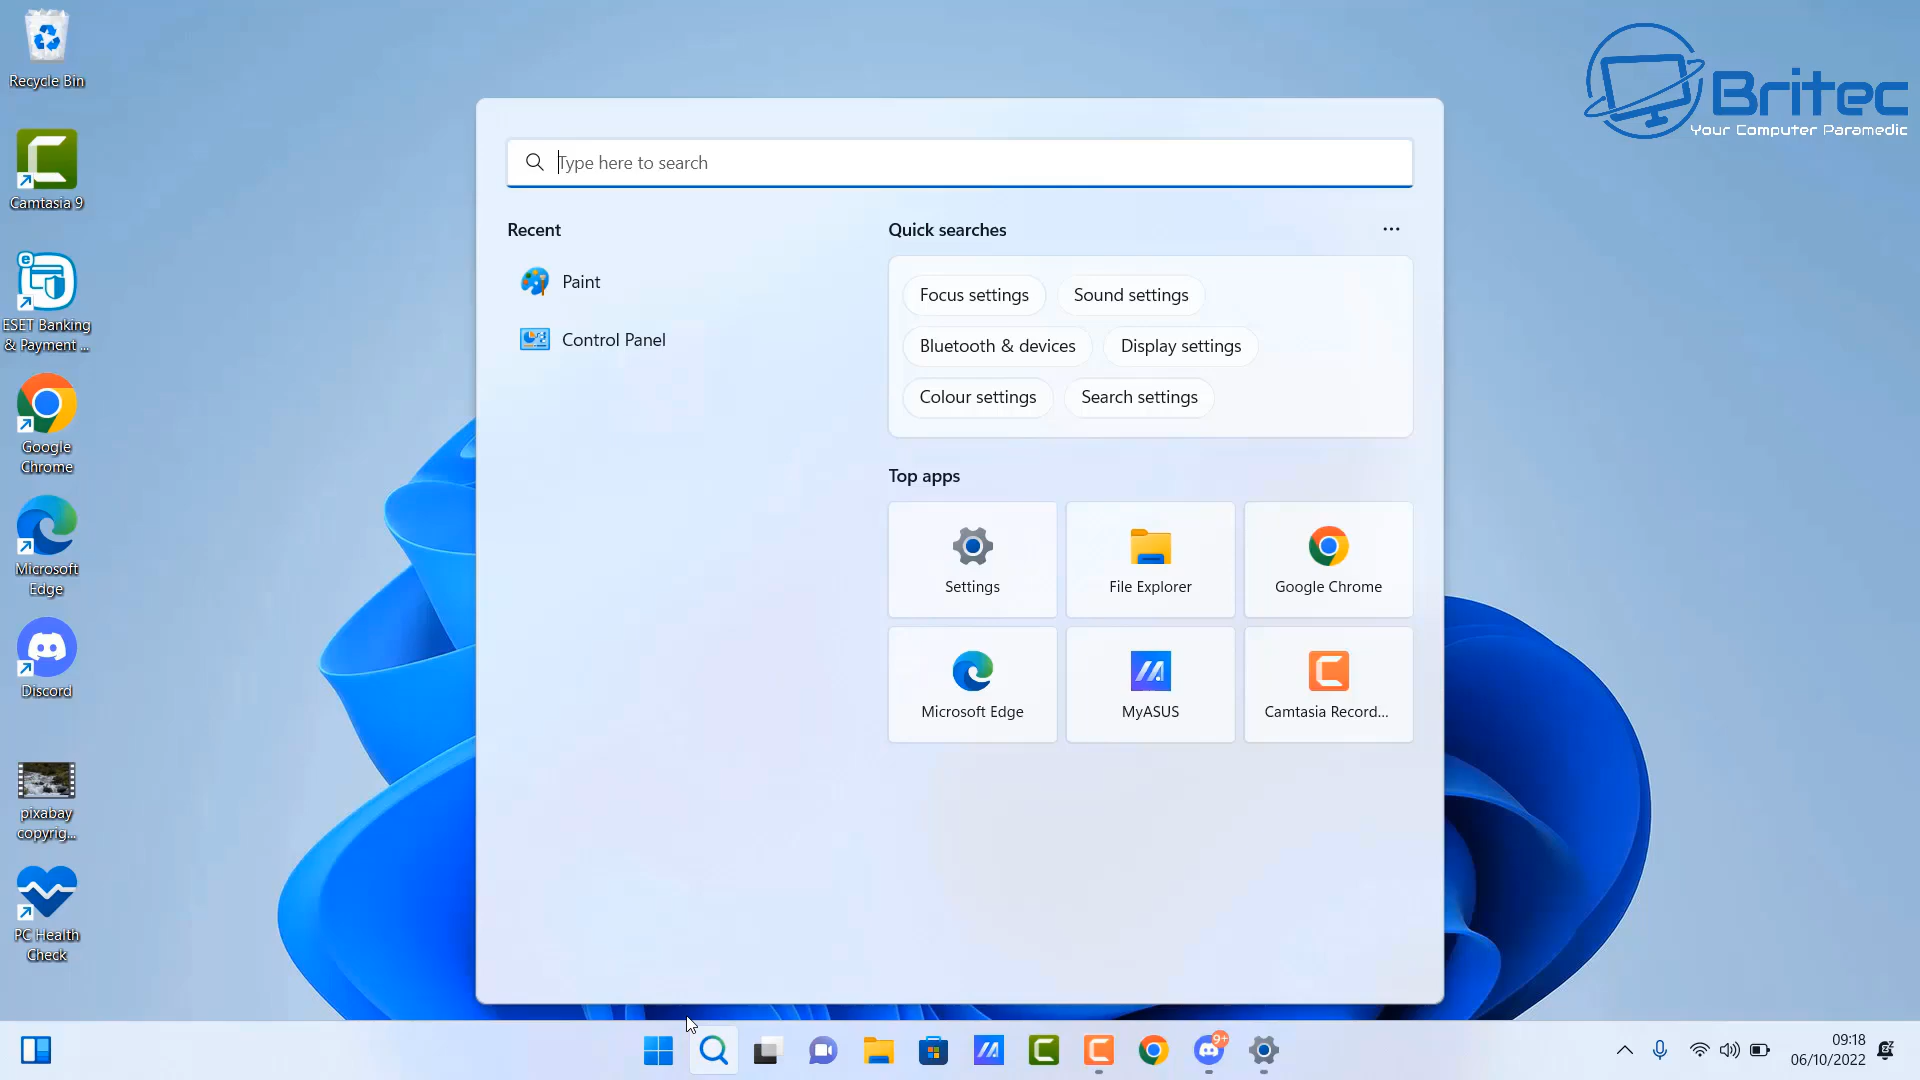 Recycle Bin
Camtasia 9
ESET Banking
& Payment ...
Google
Chrome
Microsoft
Edge
Discord
pixabay
copyrig...
PC Health
Check
Britec
Your Computer Paramedic
Type here to search
Recent
Paint
Control Panel
Quick searches
Focus settings
Sound settings
Bluetooth & devices
Display settings
Colour settings
Search settings
Top apps
Settings
File Explorer
Google Chrome
Microsoft Edge
MyASUS
Camtasia Record...
9+
09:18
06/10/2022